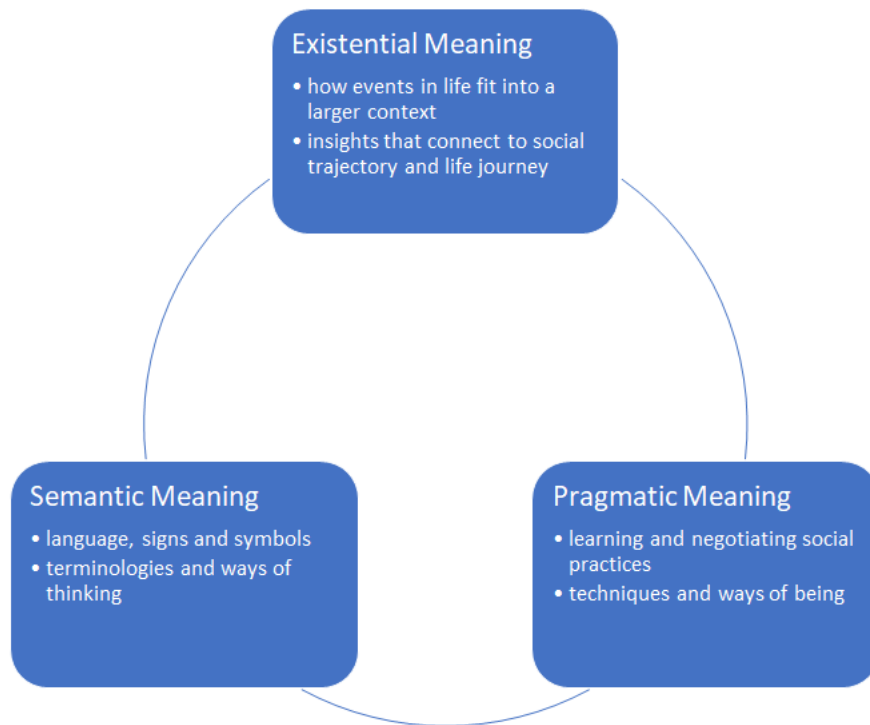 Existential Meaning
• how events in life fit into a
larger context
• insights that connect to social
trajectory and life journey
Semantic Meaning
• language, signs and symbols
• terminologies and ways of
thinking
Pragmatic Meaning
• learning and negotiating social
practices
• techniques and ways of being